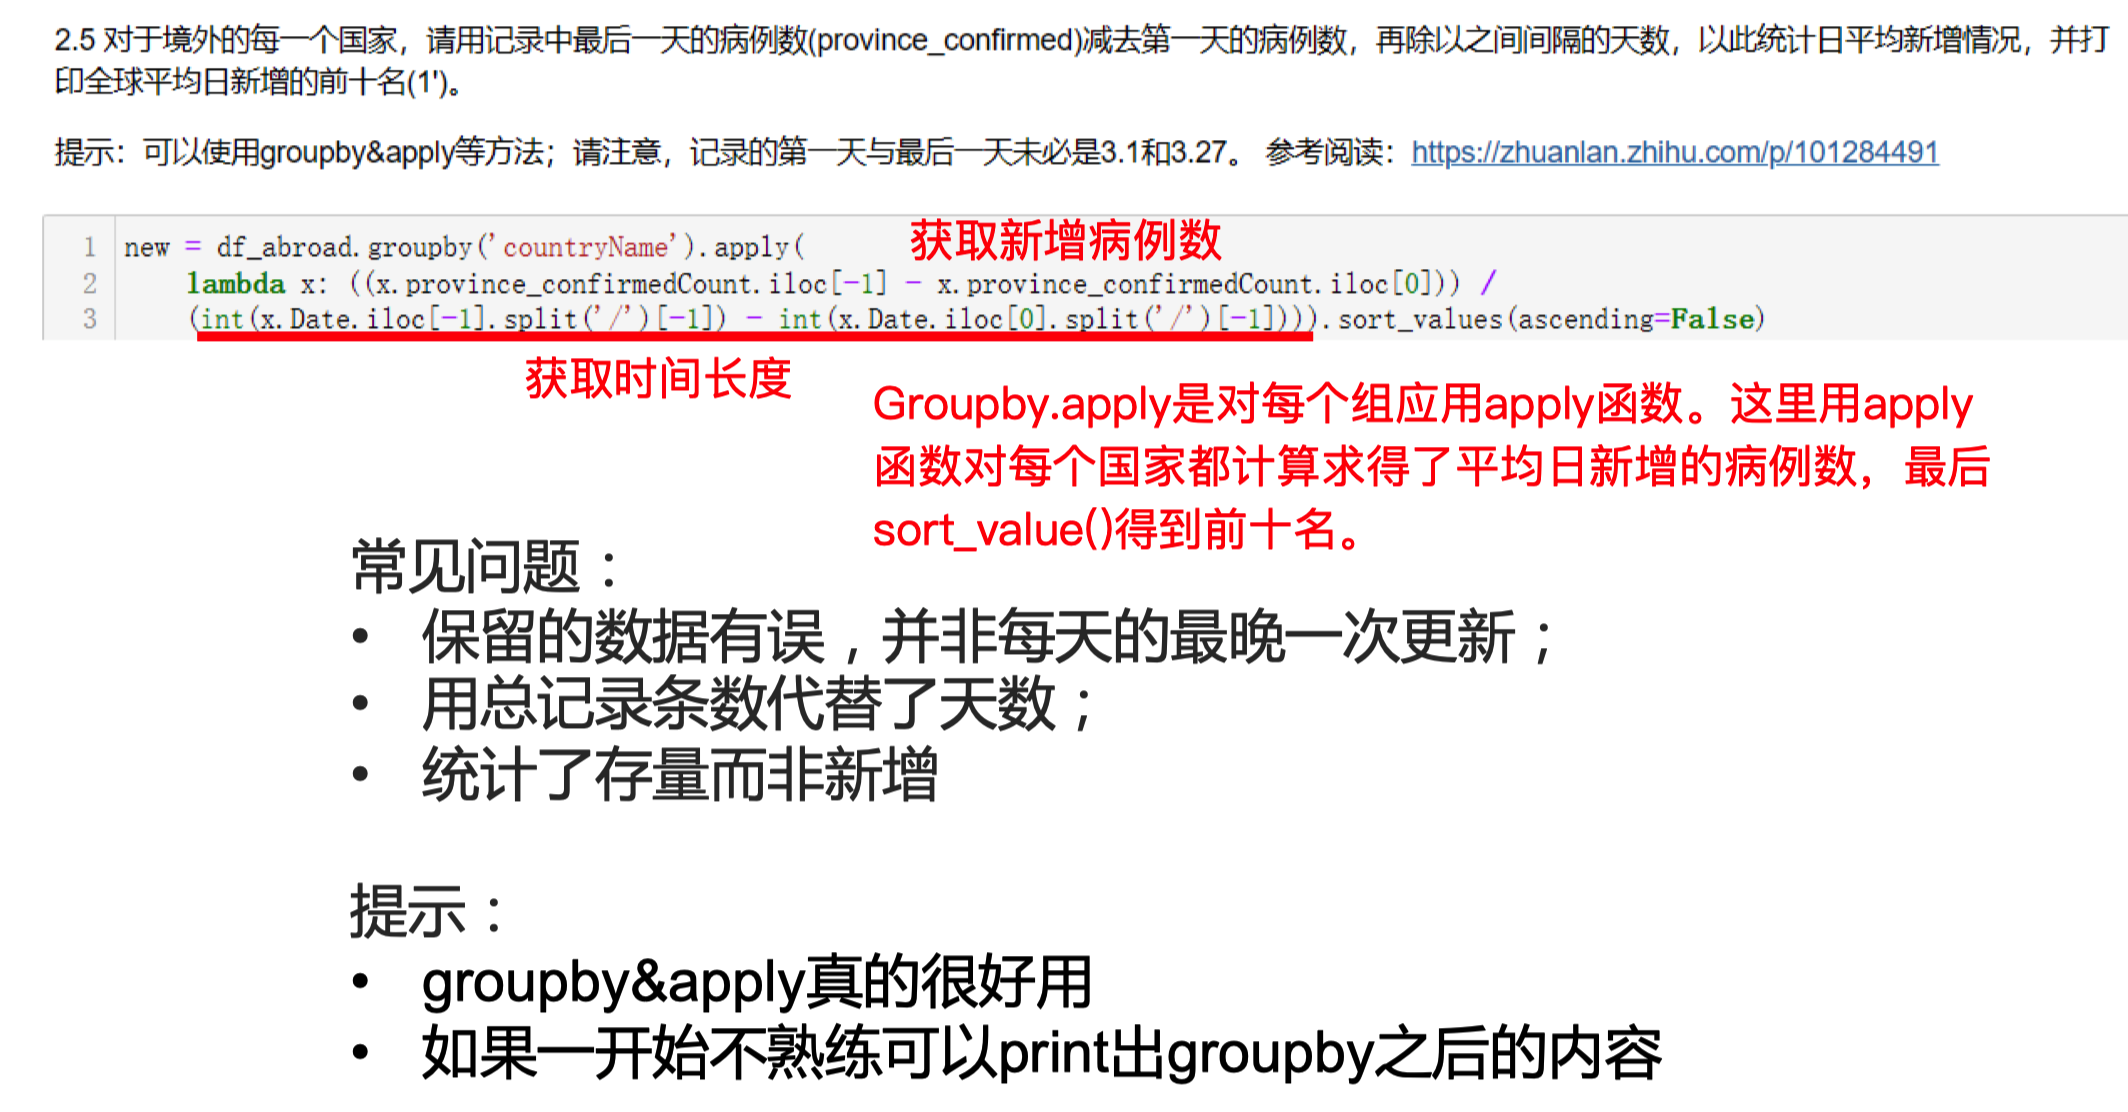 2.5 对于境外的每一个国家，请用记录中最后一天的病例数(province_confirmed)减去第一天的病例数，再除以之间间隔的天数，以此统计日平均新增情况，并打
印全球平均日新增的前十名(1')。
提示：可以使用groupby&apply等方法；请注意，记录的第一天与最后一天未必是3.1和3.27。 参考阅读：https://zhuanlan.zhihu.com/p/101284491
获取新增病例数
1 new = df_abroad.groupby('countryName').apply(
2 lambda x: ((x.province_confirmedCount.iloc[-1] - x.province_confirmedCount.iloc[0])) /
3 (int(x.Date.iloc[-1].split('/')[-1]) - int(x.Date.iloc[0].split('/')[-1]))).sort_values(ascending=False)
获取时间长度
Groupby.apply是对每个组应用apply函数。这里用apply
函数对每个国家都计算求得了平均日新增的病例数，最后
sort_value()得到前十名。
常见问题：
• 保留的数据有误，并非每天的最晚一次更新；
• 用总记录条数代替了天数；
• 统计了存量而非新增
提示：
• groupby&apply真的很好用
• 如果一开始不熟练可以print出groupby之后的内容